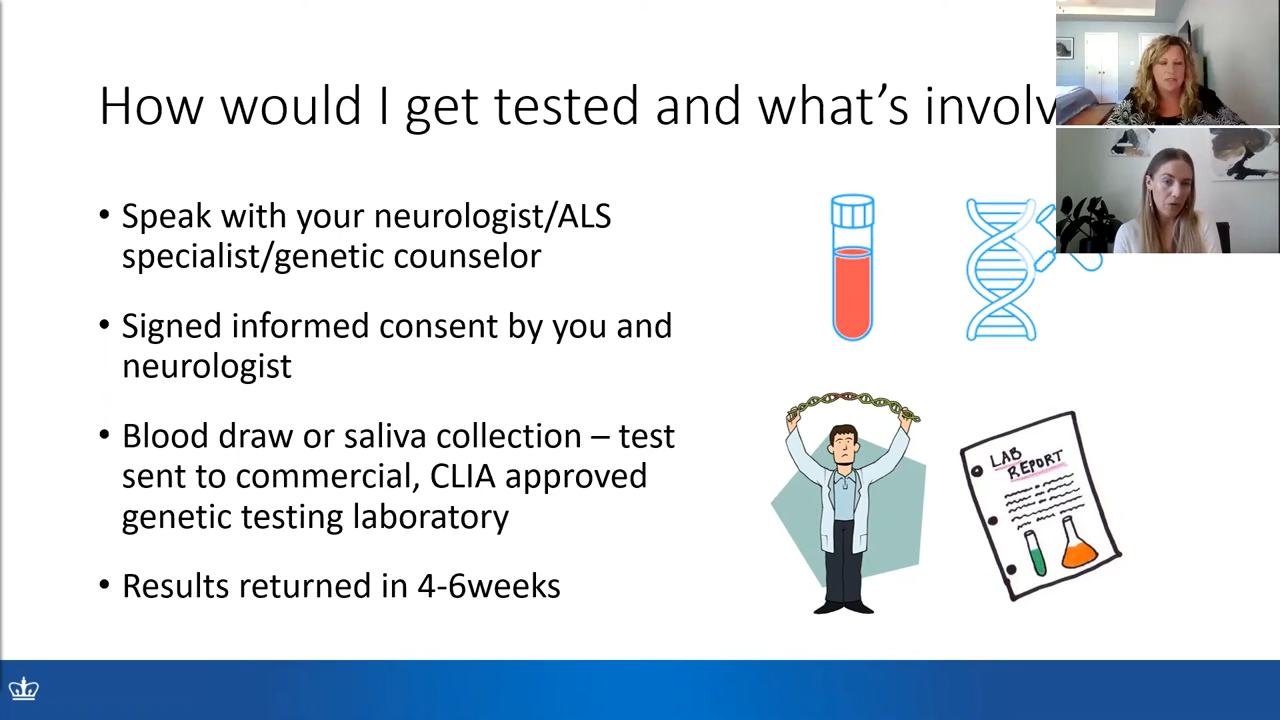 How would I get tested and what's involv
• Speak with your neurologist/ALS
specialist/genetic counselor
• Signed informed consent by you and
neurologist
• Blood draw or saliva collection – test
sent to commercial, CLIA approved
genetic testing laboratory
• Results returned in 4-6weeks
LAB
REPORT